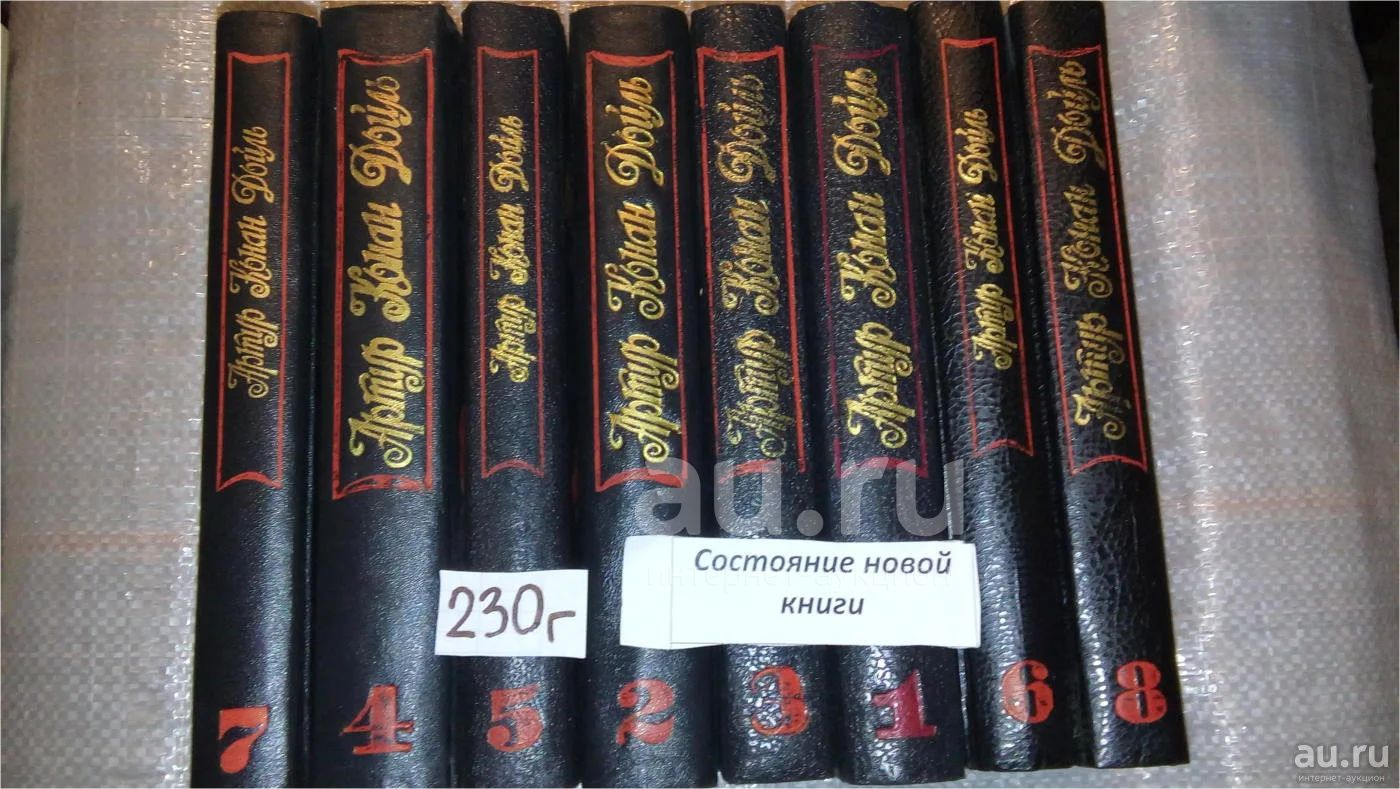 Артур Конан Дойль
Артур Конан Дойль
Артур Конан Дойль
Артур Конан Дойль
Артур Конан Дойль
Артур Конан Дойль
Артур Конан Дойль
Артур Конан Дойль
au.ru
интернет-аукцион
Состояние новой
книги
230г
7
4
5
2
3
1
6
8
au.ru
интернет-аукцион